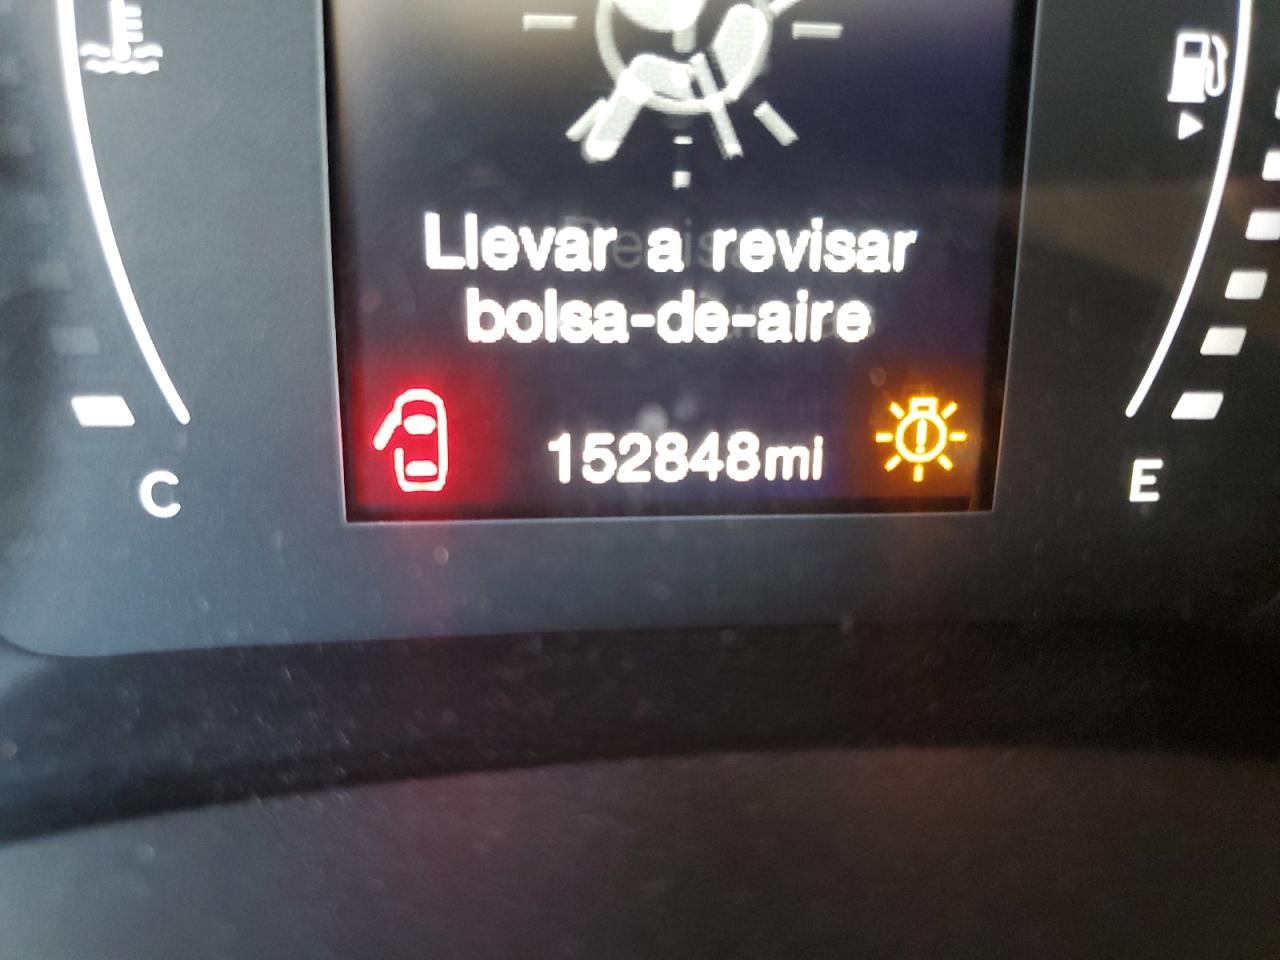 Llevar a revisar
bolsa-de-aire
152848mi
C
E